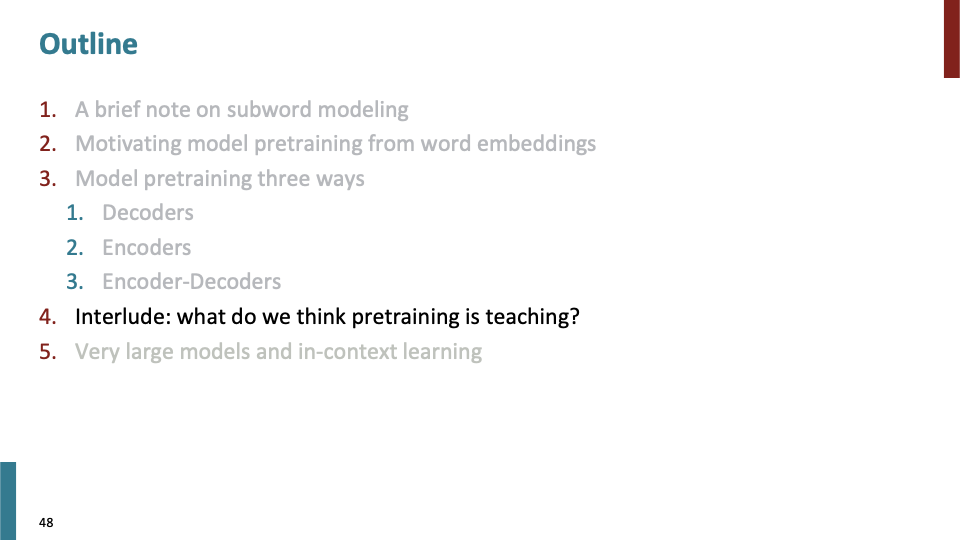 Outline
1. A brief note on subword modeling
2. Motivating model pretraining from word embeddings
3. Model pretraining three ways
1. Decoders
2. Encoders
3. Encoder-Decoders
4. Interlude: what do we think pretraining is teaching?
5. Very large models and in-context learning
48